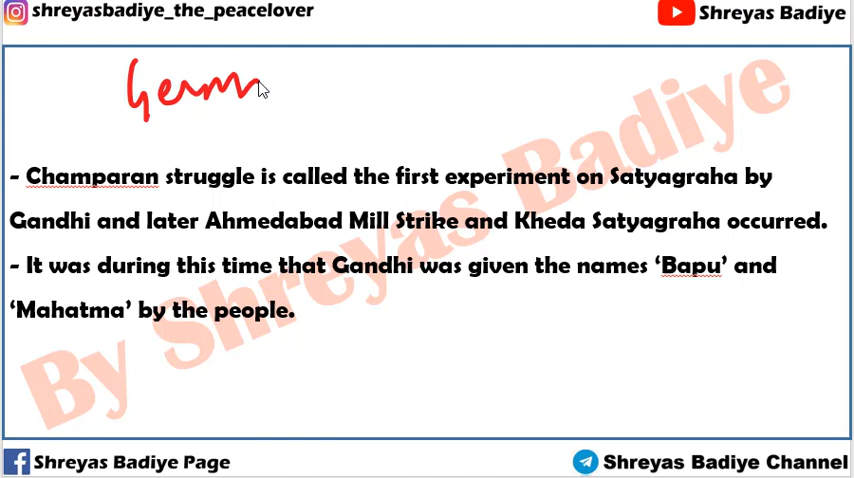 shreyasbadiye_the_peacelover
Shreyas Badiye
Germ
- Champaran struggle is called the first experiment on Satyagraha by
Gandhi and later Ahmedabad Mill Strike and Kheda Satyagraha occurred.
- It was during this time that Gandhi was given the names ‘Bapu’ and
‘Mahatma’ by the people.
By Shreyas Badiye
Shreyas Badiye Page
Shreyas Badiye Channel